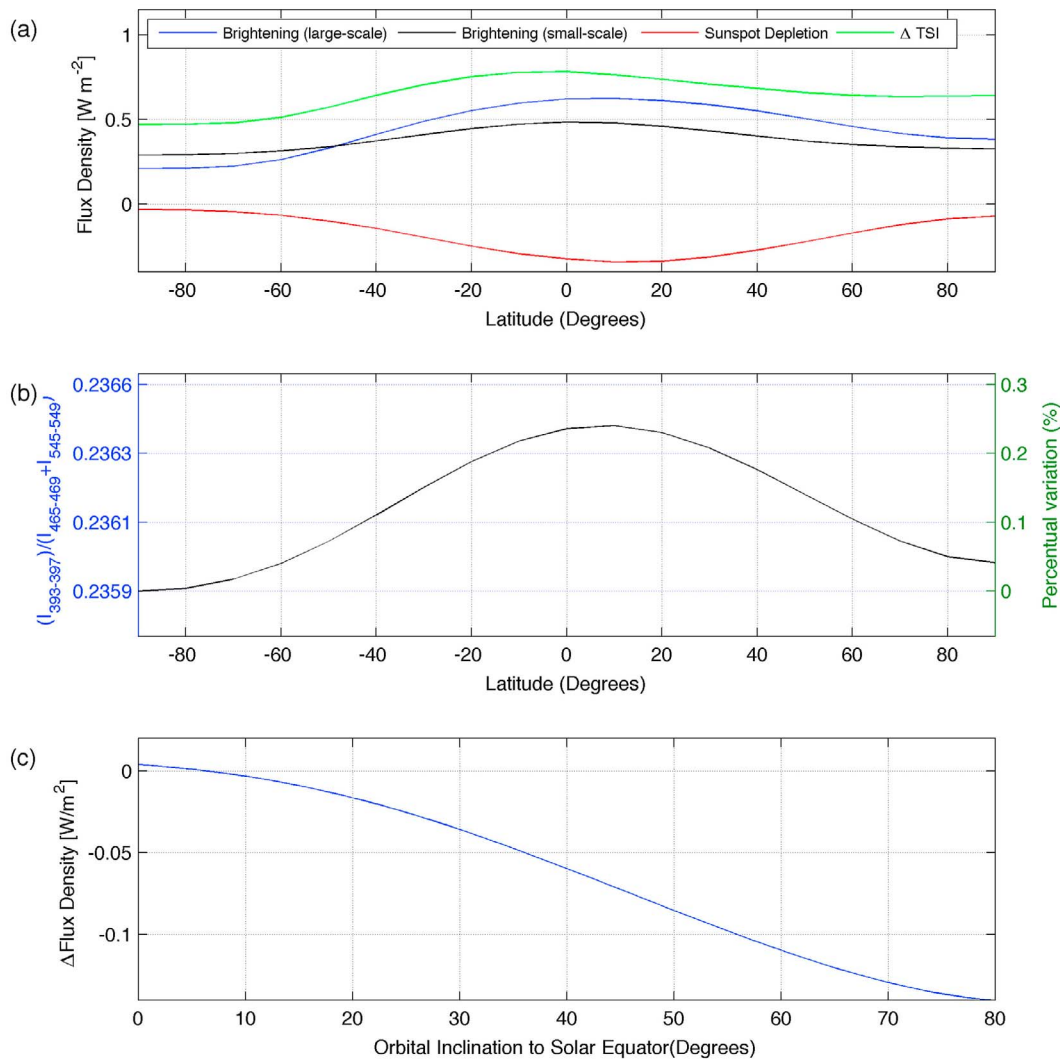 (a)
Brightening (large-scale) Brightening (small-scale) Sunspot Depletion Δ TSI
1
0.5
0
Flux Density [W m-2]
-80 -60 -40 -20 0 20 40 60 80
Latitude (Degrees)
(b)
(I393-397)/(I465-469+I545-549)
0.2366
0.2363
0.2361
0.2359
0.3
0.2
0.1
0
Percentual variation (%)
-80 -60 -40 -20 0 20 40 60 80
Latitude (Degrees)
(c)
ΔFlux Density [W/m2]
0
-0.05
-0.1
0 10 20 30 40 50 60 70 80
Orbital Inclination to Solar Equator(Degrees)